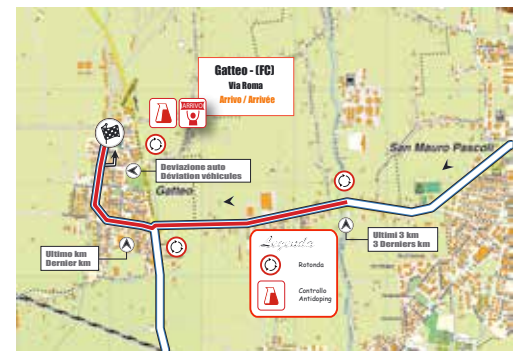 Gatteo - (FC)
Via Roma
Arrivo / Arrivée
ARRIVO
San Mauro Pascoli
Deviazione auto
Déviation véhicules
Gatteo
Ultimi 3 km
3 Derniers km
Ultimo km
Dernier km
Legenda
Rotonda
Controllo
Antidoping